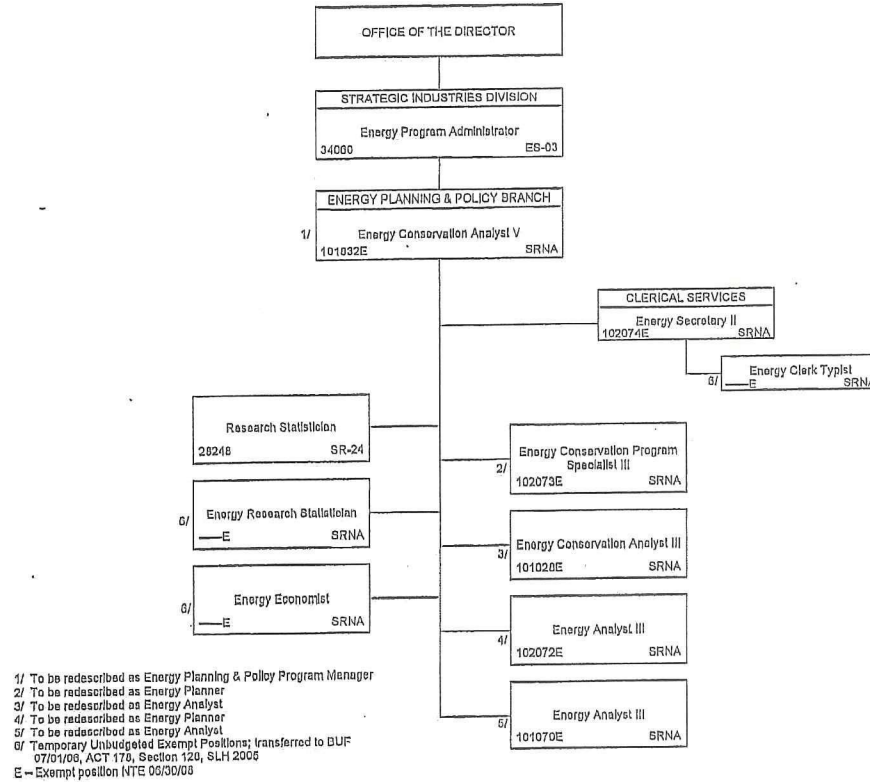 OFFICE OF THE DIRECTOR
STRATEGIC INDUSTRIES DIVISION
Energy Program Administrator
34000 ES-03
ENERGY PLANNING & POLICY BRANCH
1/ Energy Conservation Analyst V
101032E SRNA
CLERICAL SERVICES
Energy Secretary II
102074E SRNA
6/ Energy Clerk Typist
——E SRNA
Research Statistician
28248 SR-24
2/ Energy Conservation Program
Specialist III
102073E SRNA
6/ Energy Research Statistician
——E SRNA
3/ Energy Conservation Analyst III
101028E SRNA
6/ Energy Economist
——E SRNA
4/ Energy Analyst III
102072E SRNA
5/ Energy Analyst III
101070E SRNA
1/ To be redescribed as Energy Planning & Policy Program Manager
2/ To be redescribed as Energy Planner
3/ To be redescribed as Energy Analyst
4/ To be redescribed as Energy Planner
5/ To be redescribed as Energy Analyst
6/ Temporary Unbudgeted Exempt Positions; transferred to BUF
07/01/06, ACT 178, Section 128, SLH 2005
E – Exempt position NTE 06/30/08